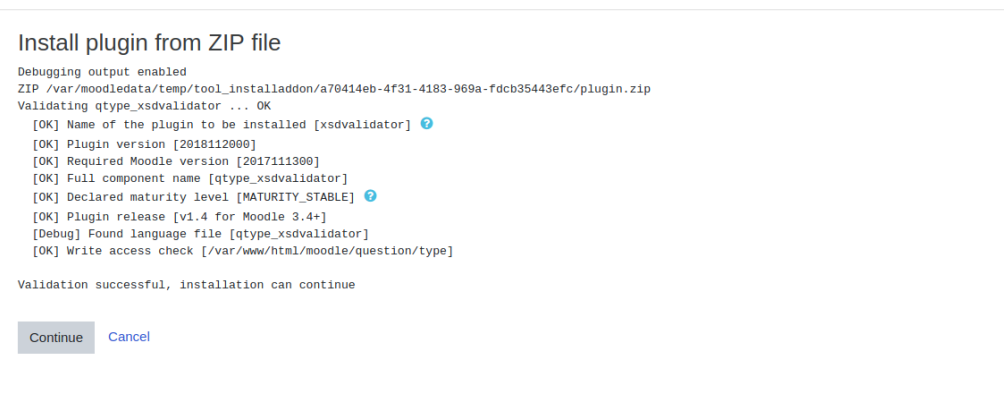 Install plugin from ZIP file
Debugging output enabled
ZIP /var/moodledata/temp/tool_installaddon/a70414eb-4f31-4183-969a-fdcb35443efc/plugin.zip
Validating qtype_xsdvalidator ... OK
[OK] Name of the plugin to be installed [xsdvalidator] ?
[OK] Plugin version [2018112000]
[OK] Required Moodle version [2017111300]
[OK] Full component name [qtype_xsdvalidator]
[OK] Declared maturity level [MATURITY_STABLE] ?
[OK] Plugin release [v1.4 for Moodle 3.4+]
[Debug] Found language file [qtype_xsdvalidator]
[OK] Write access check [/var/www/html/moodle/question/type]
Validation successful, installation can continue
Continue Cancel